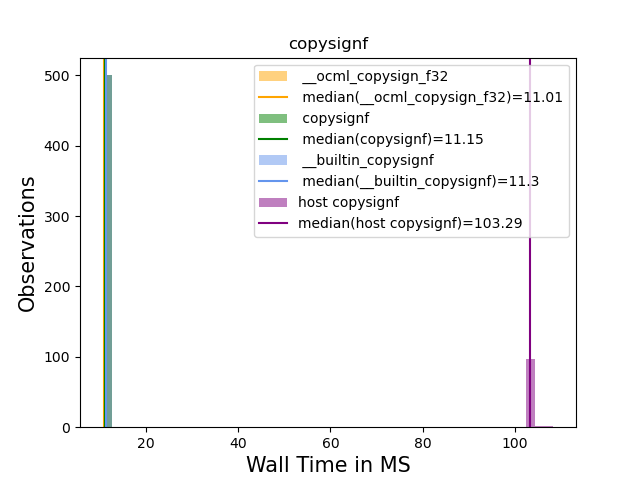 copysignf
500
400
300
200
100
0
Observations
__ocml_copysign_f32
median(__ocml_copysign_f32)=11.01
copysignf
median(copysignf)=11.15
__builtin_copysignf
median(__builtin_copysignf)=11.3
host copysignf
median(host copysignf)=103.29
20 40 60 80 100
Wall Time in MS